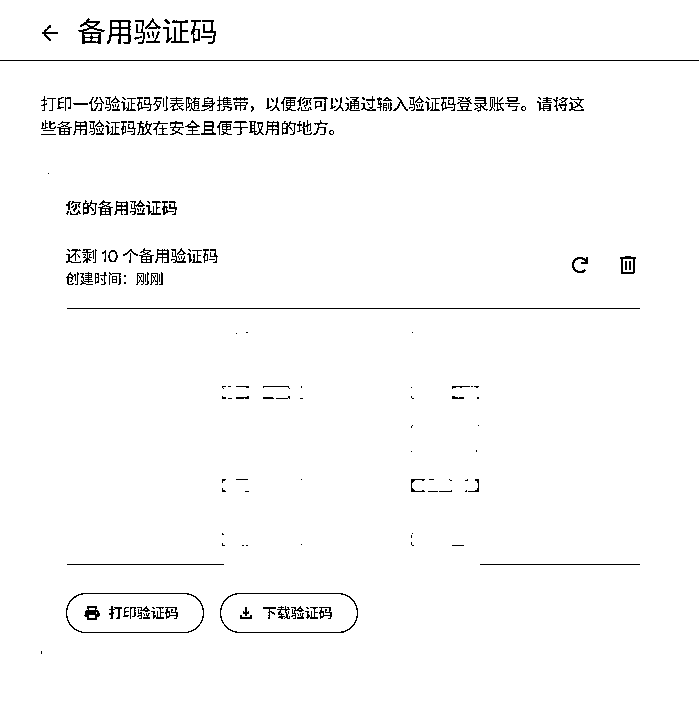 备用验证码
打印一份验证码列表随身携带，以便您可以通过输入验证码登录账号。请将这
些备用验证码放在安全且便于取用的地方。
您的备用验证码
还剩 10 个备用验证码
创建时间：刚刚
打印验证码
下载验证码